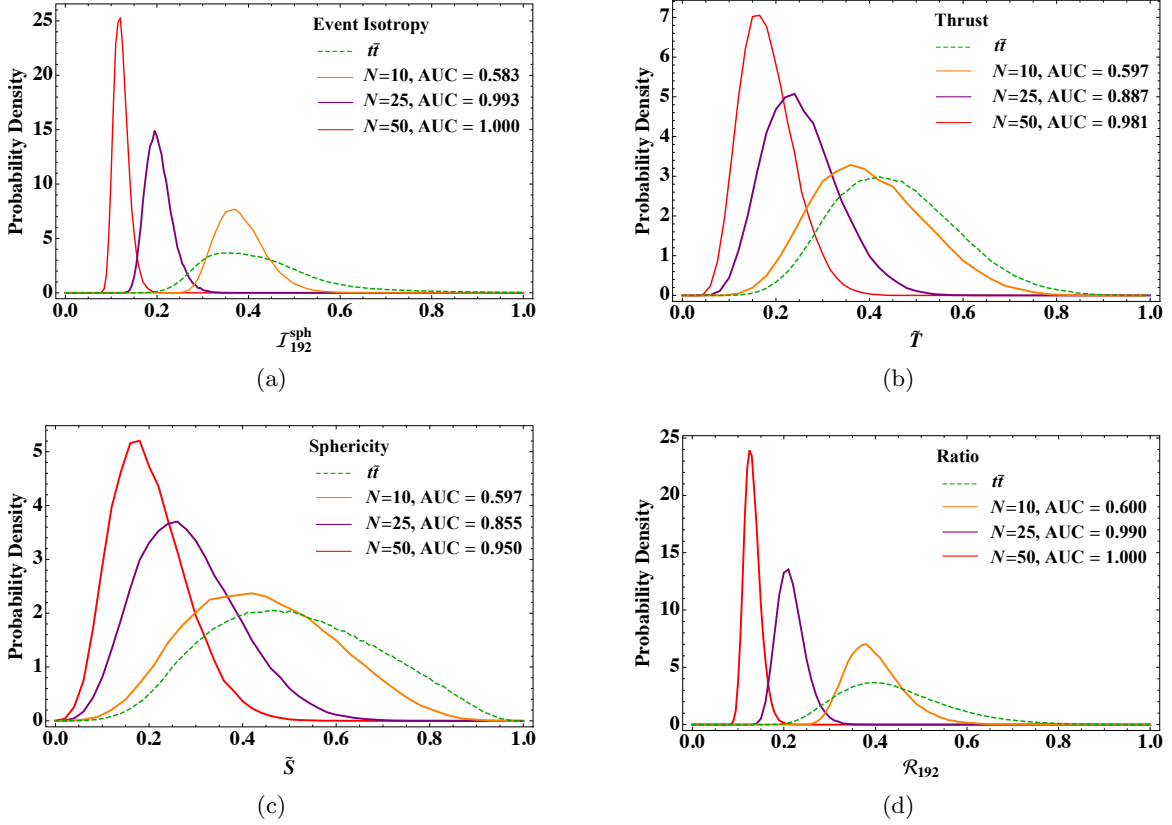 Event Isotropy
tt̄
N=10, AUC = 0.583
N=25, AUC = 0.993
N=50, AUC = 1.000
Probability Density
25
20
15
10
5
0
0.0 0.2 0.4 0.6 0.8 1.0
I^sph_192
(a)
Thrust
tt̄
N=10, AUC = 0.597
N=25, AUC = 0.887
N=50, AUC = 0.981
Probability Density
7
6
5
4
3
2
1
0
0.0 0.2 0.4 0.6 0.8 1.0
T̃
(b)
Sphericity
tt̄
N=10, AUC = 0.597
N=25, AUC = 0.855
N=50, AUC = 0.950
Probability Density
5
4
3
2
1
0
0.0 0.2 0.4 0.6 0.8 1.0
S̃
(c)
Ratio
tt̄
N=10, AUC = 0.600
N=25, AUC = 0.990
N=50, AUC = 1.000
Probability Density
25
20
15
10
5
0
0.0 0.2 0.4 0.6 0.8 1.0
R_192
(d)